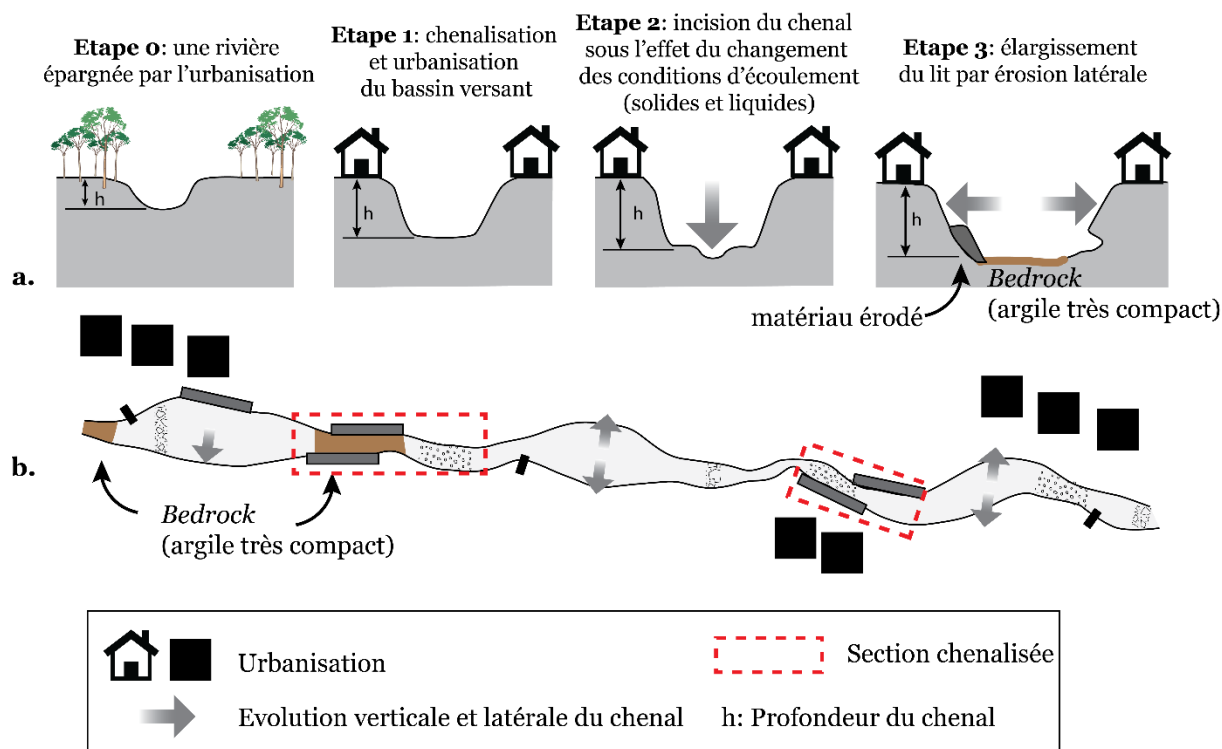 Etape 0: une rivière
épargnée par l'urbanisation
Etape 1: chenalisation
et urbanisation
du bassin versant
Etape 2: incision du chenal
sous l'effet du changement
des conditions d'écoulement
(solides et liquides)
Etape 3: élargissement
du lit par érosion latérale
h
h
h
h
a.
matériau érodé
Bedrock
(argile très compact)
b.
Bedrock
(argile très compact)
Urbanisation
Section chenalisée
Evolution verticale et latérale du chenal
h: Profondeur du chenal